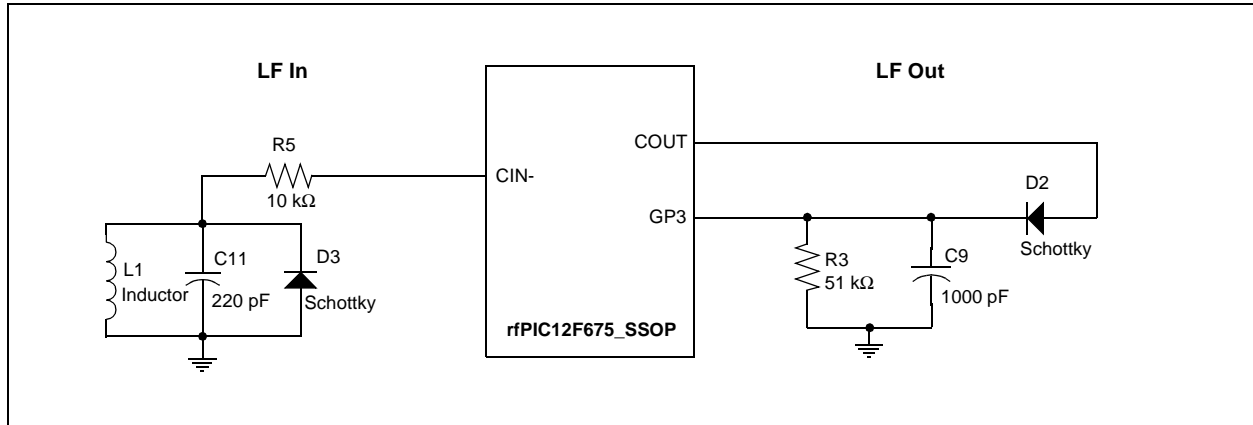 LF In
LF Out
R5
10 kΩ
CIN-
COUT
GP3
D2
Schottky
L1
Inductor
C11
220 pF
D3
Schottky
R3
51 kΩ
C9
1000 pF
rfPIC12F675_SSOP